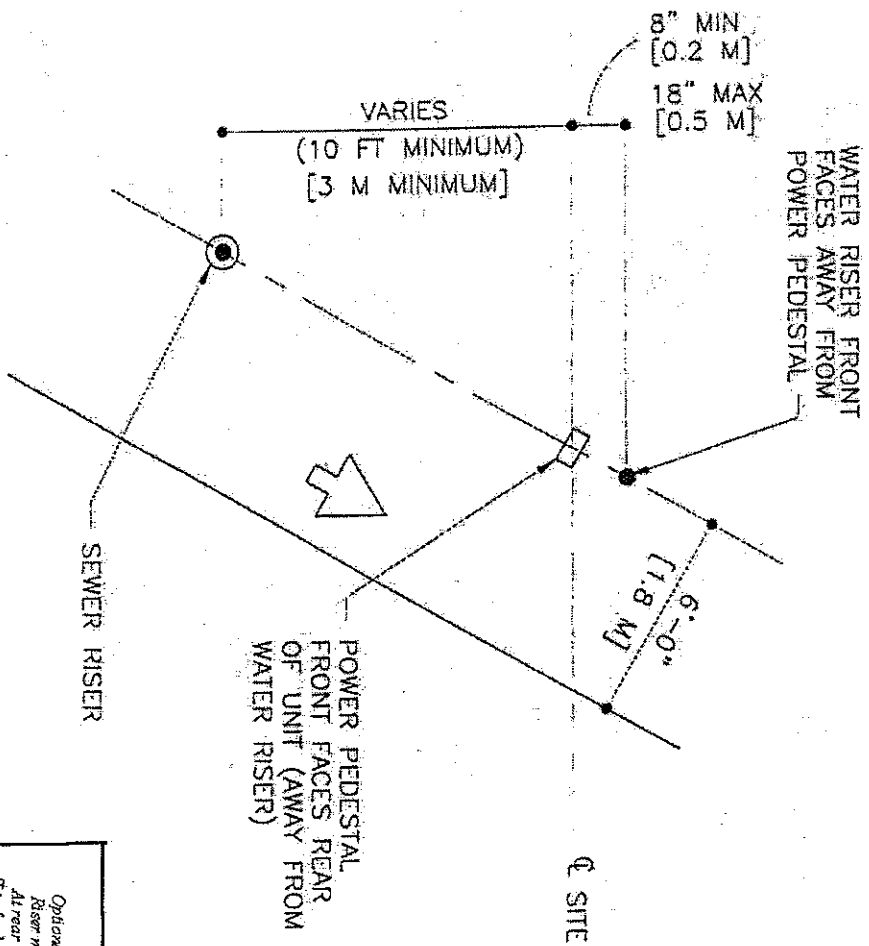 8" MIN
[0.2 M]
18" MAX
[0.5 M]
VARIES
(10 FT MINIMUM)
[3 M MINIMUM]
WATER RISER FRONT
FACES AWAY FROM
POWER PEDESTAL
6'-0"
[1.8 M]
SEWER RISER
POWER PEDESTAL
FRONT FACES REAR
OF UNIT (AWAY FROM
WATER RISER)
℄ SITE
At rear